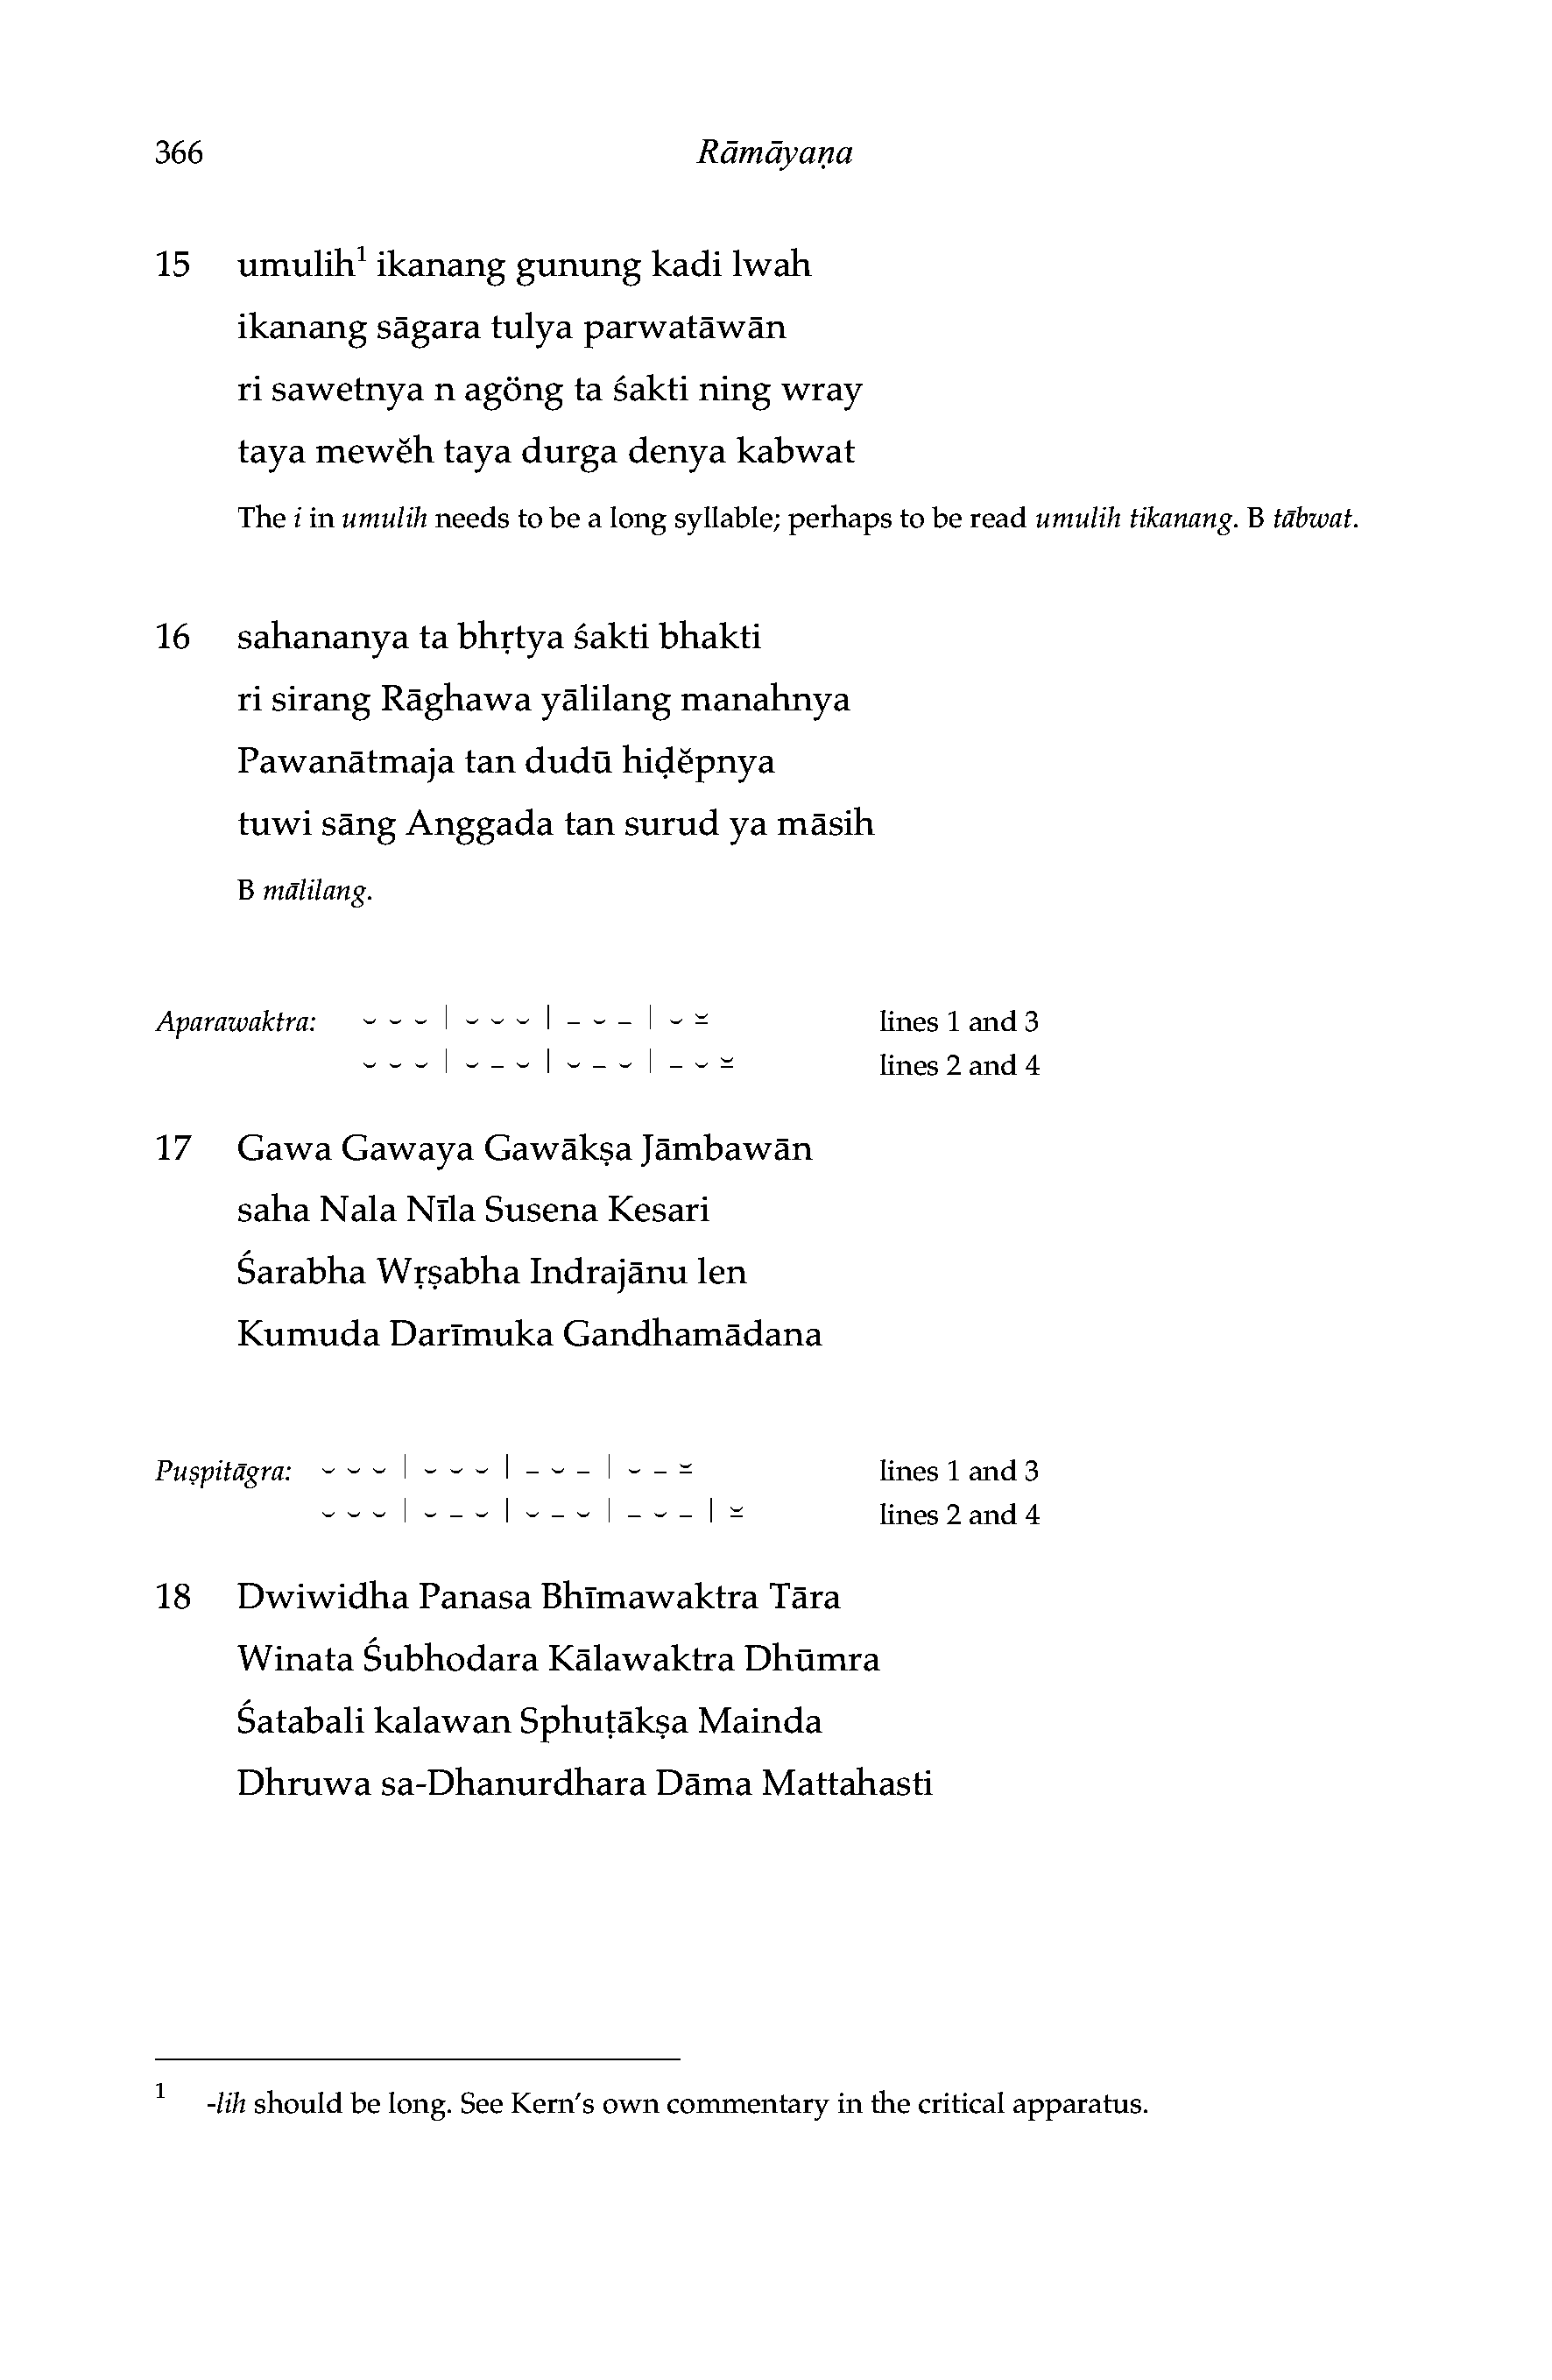 366 Rāmāyaṇa
15 umulih¹ ikanang gunung kadi lwah
ikanang sāgara tulya parwatāwān
ri sawetnya n agöng ta śakti ning wray
taya mewĕh taya durga denya kabwat
The i in umulih needs to be a long syllable; perhaps to be read umulih tikanang. B tābwat.
16 sahananya ta bhṛtya śakti bhakti
ri sirang Rāghawa yālilang manahnya
Pawanātmaja tan dudū hiḍĕpnya
tuwi sāng Anggada tan surud ya māsih
B mālilang.
Aparawaktra: ⏑ ⏑ ⏑ | ⏑ ⏑ ⏑ | – ⏑ – | ⏑ ⏓ lines 1 and 3
⏑ ⏑ ⏑ | ⏑ – ⏑ | ⏑ – ⏑ | – ⏑ ⏓ lines 2 and 4
17 Gawa Gawaya Gawākṣa Jāmbawān
saha Nala Nīla Susena Kesari
Śarabha Wṛṣabha Indrajānu len
Kumuda Darīmuka Gandhamādana
Puṣpitāgra: ⏑ ⏑ ⏑ | ⏑ ⏑ ⏑ | – ⏑ – | ⏑ – ⏓ lines 1 and 3
⏑ ⏑ ⏑ | ⏑ – ⏑ | ⏑ – ⏑ | – ⏑ – | ⏓ lines 2 and 4
18 Dwiwidha Panasa Bhīmawaktra Tāra
Winata Śubhodara Kālawaktra Dhūmra
Śatabali kalawan Sphuṭākṣa Mainda
Dhruwa sa-Dhanurdhara Dāma Mattahasti
¹ -lih should be long. See Kern's own commentary in the critical apparatus.